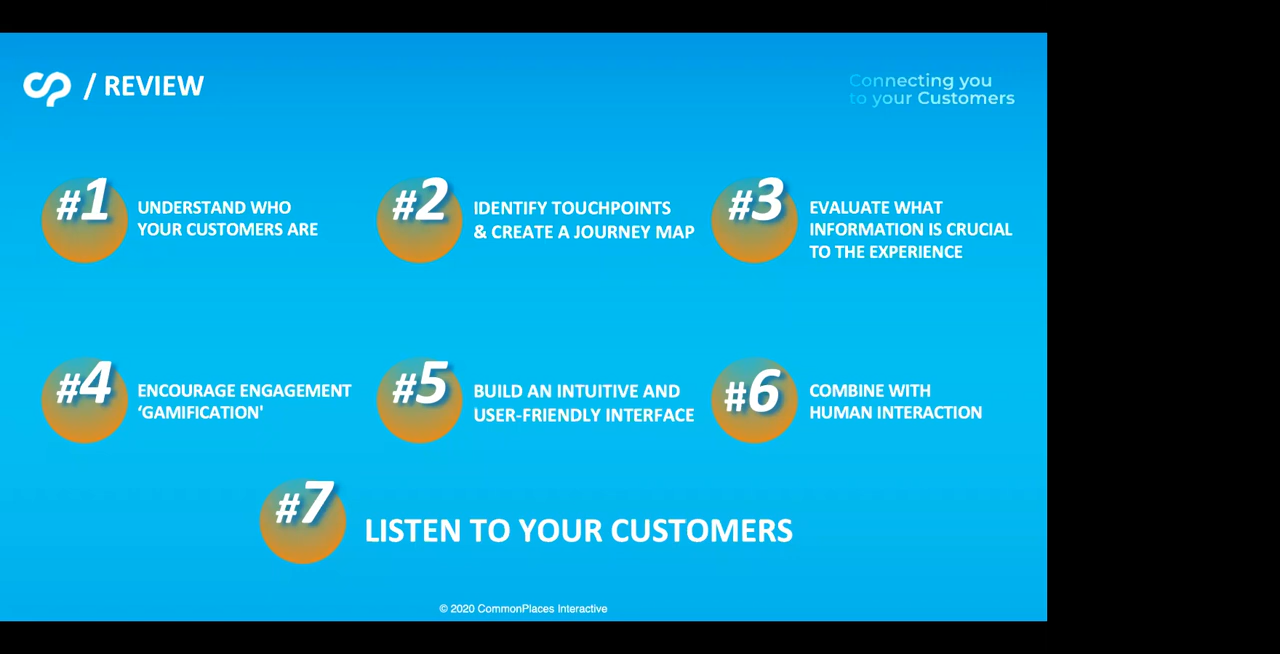 / REVIEW
Connecting you
to your Customers
#1
UNDERSTAND WHO
YOUR CUSTOMERS ARE
#2
IDENTIFY TOUCHPOINTS
& CREATE A JOURNEY MAP
#3
EVALUATE WHAT
INFORMATION IS CRUCIAL
TO THE EXPERIENCE
#4
ENCOURAGE ENGAGEMENT
‘GAMIFICATION'
#5
BUILD AN INTUITIVE AND
USER-FRIENDLY INTERFACE
#6
COMBINE WITH
HUMAN INTERACTION
#7
LISTEN TO YOUR CUSTOMERS
© 2020 CommonPlaces Interactive